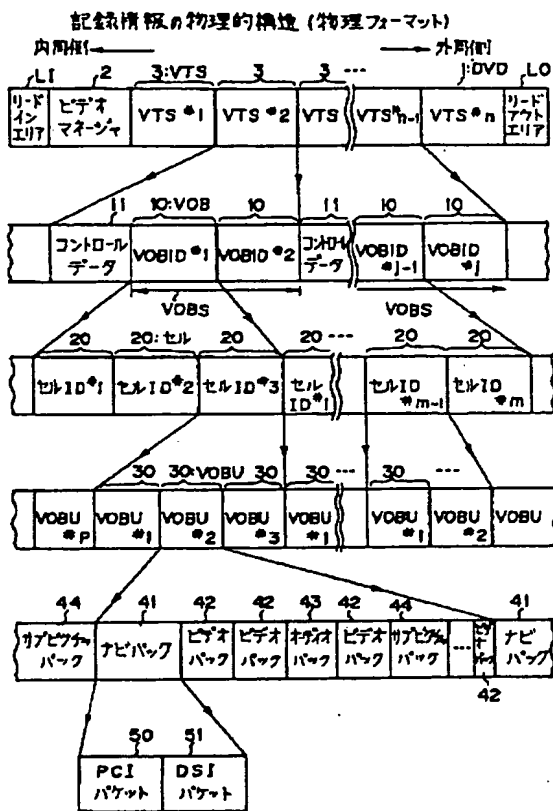 記録情報の物理的構造 (物理フォーマット)
内周側 外周側
LI 2 3:VTS 3 3 --- 1:DVD LO
リードインエリア ビデオマネージャ VTS #1 VTS #2 VTS VTS #n-1 VTS #n リードアウトエリア
11 10:VOB 10 11 10 10
コントロールデータ VOBID #1 VOBID #2 コントロールデータ VOBID #j-1 VOBID #j
VOBS VOBS
20 20:セル 20 20 --- 20 20
セルID#1 セルID#2 セルID#3 セルID#1 セルID #m-1 セルID #m
30 30:VOBU 30 30 --- 30 ---
VOBU #P VOBU #1 VOBU #2 VOBU #3 VOBU #1 VOBU #1 VOBU #2 VOBU
44 41 42 42 43 42 44 41
サブピクチャパック ナビパック ビデオパック ビデオパック オーディオパック ビデオパック サブピクチャパック --- ビデオパック ナビパック
42
50 51
PCIパケット DSIパケット